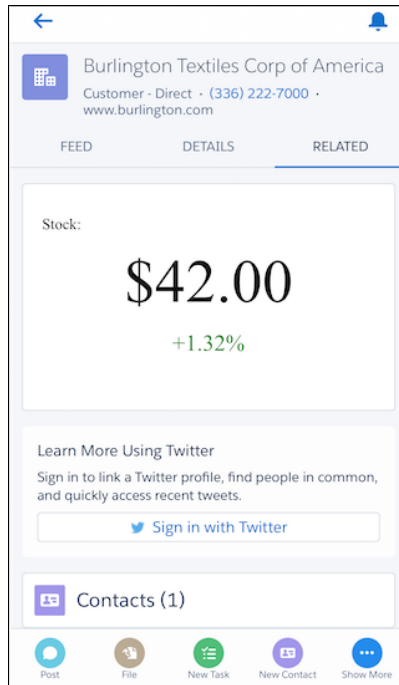 Burlington Textiles Corp of America
Customer - Direct · (336) 222-7000 ·
www.burlington.com
FEED DETAILS RELATED
Stock:
$42.00
+1.32%
Learn More Using Twitter
Sign in to link a Twitter profile, find people in common,
and quickly access recent tweets.
Sign in with Twitter
Contacts (1)
Post File New Task New Contact Show More